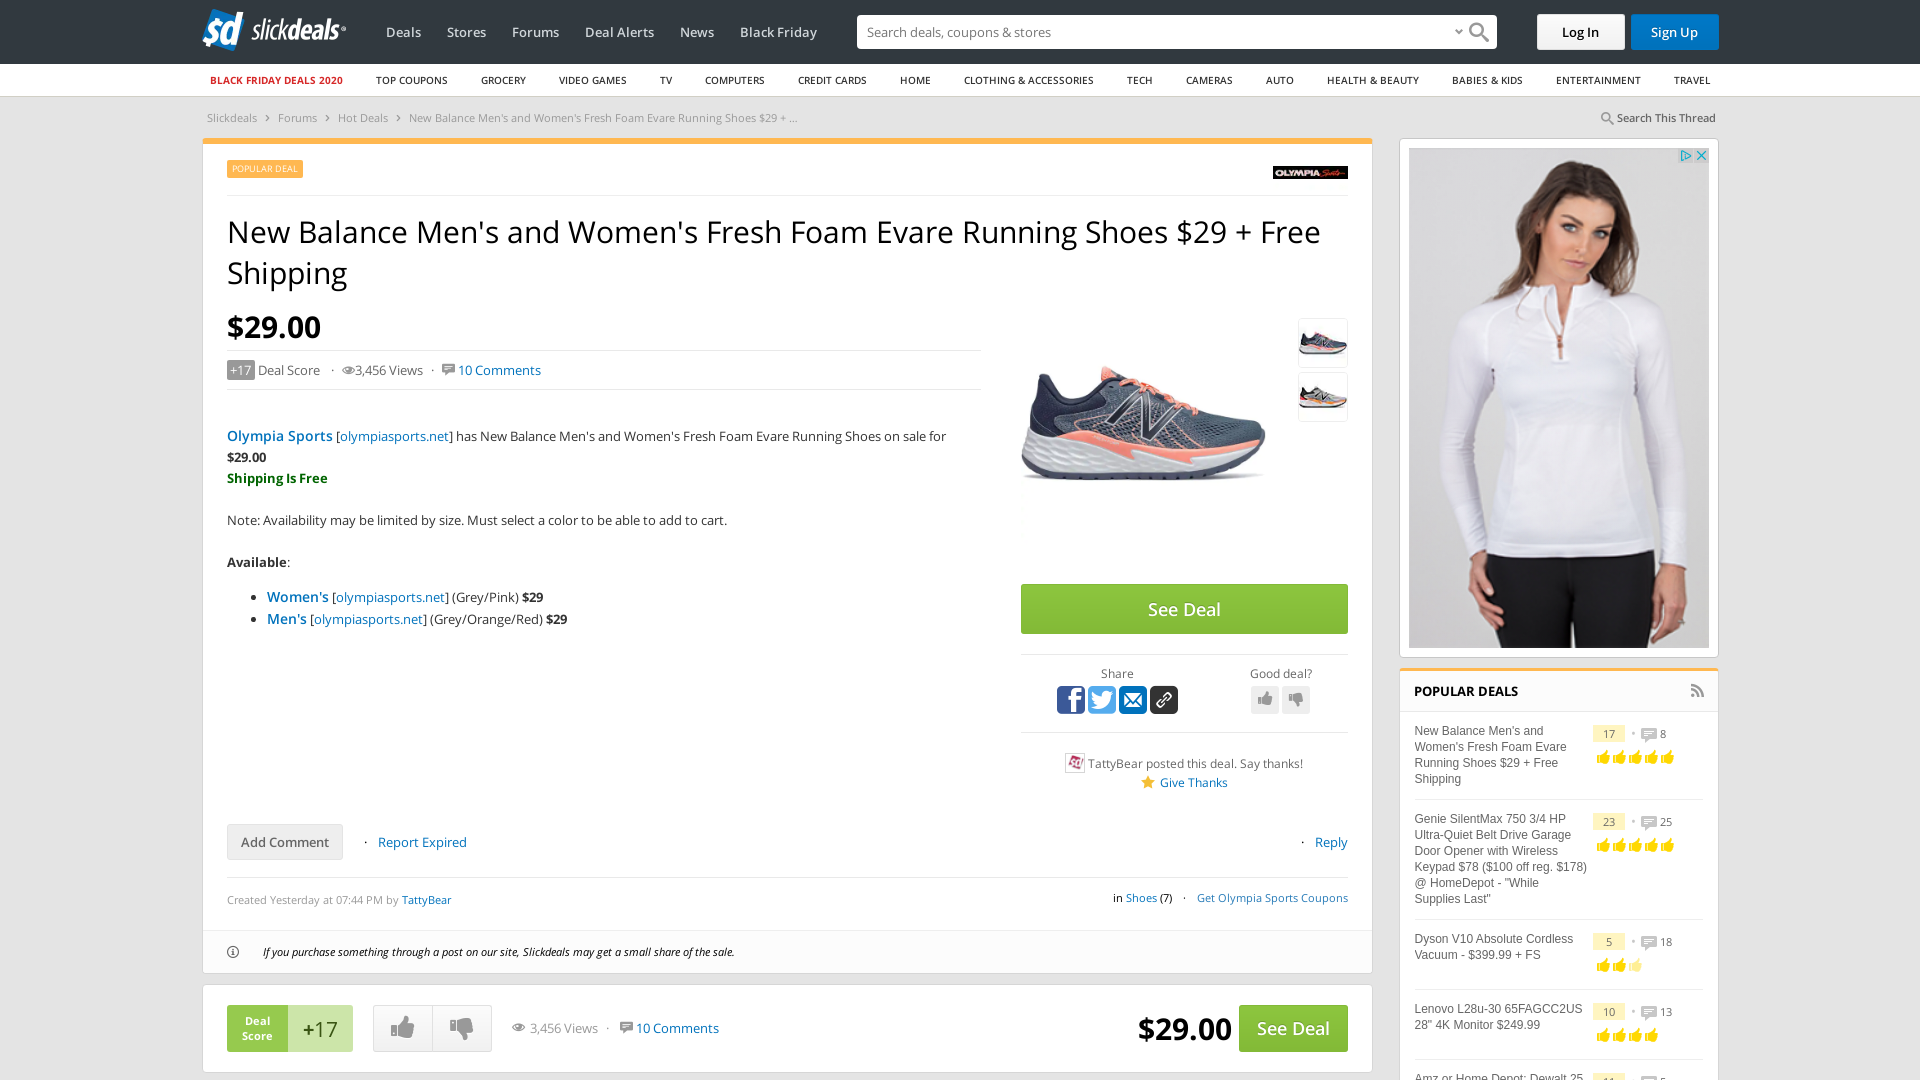 slickdeals
Deals
Stores
Forums
Deal Alerts
News
Black Friday
Search deals, coupons & stores
Log In
Sign Up
BLACK FRIDAY DEALS 2020
TOP COUPONS
GROCERY
VIDEO GAMES
TV
COMPUTERS
CREDIT CARDS
HOME
CLOTHING & ACCESSORIES
TECH
CAMERAS
AUTO
HEALTH & BEAUTY
BABIES & KIDS
ENTERTAINMENT
TRAVEL
Slickdeals > Forums > Hot Deals > New Balance Men's and Women's Fresh Foam Evare Running Shoes $29 + ...
Search This Thread
POPULAR DEAL
OLYMPIA Sports
New Balance Men's and Women's Fresh Foam Evare Running Shoes $29 + Free
Shipping
$29.00
+17 Deal Score · 3,456 Views · 10 Comments
Olympia Sports [olympiasports.net] has New Balance Men's and Women's Fresh Foam Evare Running Shoes on sale for
$29.00
Shipping Is Free
Note: Availability may be limited by size. Must select a color to be able to add to cart.
Available:
• Women's [olympiasports.net] (Grey/Pink) $29
• Men's [olympiasports.net] (Grey/Orange/Red) $29
See Deal
Share
Good deal?
TattyBear posted this deal. Say thanks!
Give Thanks
Add Comment · Report Expired
· Reply
Created Yesterday at 07:44 PM by TattyBear
in Shoes (7) · Get Olympia Sports Coupons
If you purchase something through a post on our site, Slickdeals may get a small share of the sale.
Deal
Score
+17
3,456 Views · 10 Comments
$29.00
See Deal
POPULAR DEALS
New Balance Men's and
Women's Fresh Foam Evare
Running Shoes $29 + Free
Shipping
17 · 8
Genie SilentMax 750 3/4 HP
Ultra-Quiet Belt Drive Garage
Door Opener with Wireless
Keypad $78 ($100 off reg. $178)
@ HomeDepot - "While
Supplies Last"
23 · 25
Dyson V10 Absolute Cordless
Vacuum - $399.99 + FS
5 · 18
Lenovo L28u-30 65FAGCC2US
28" 4K Monitor $249.99
10 · 13
Amz or Home Depot: Dewalt 25
11 · 5